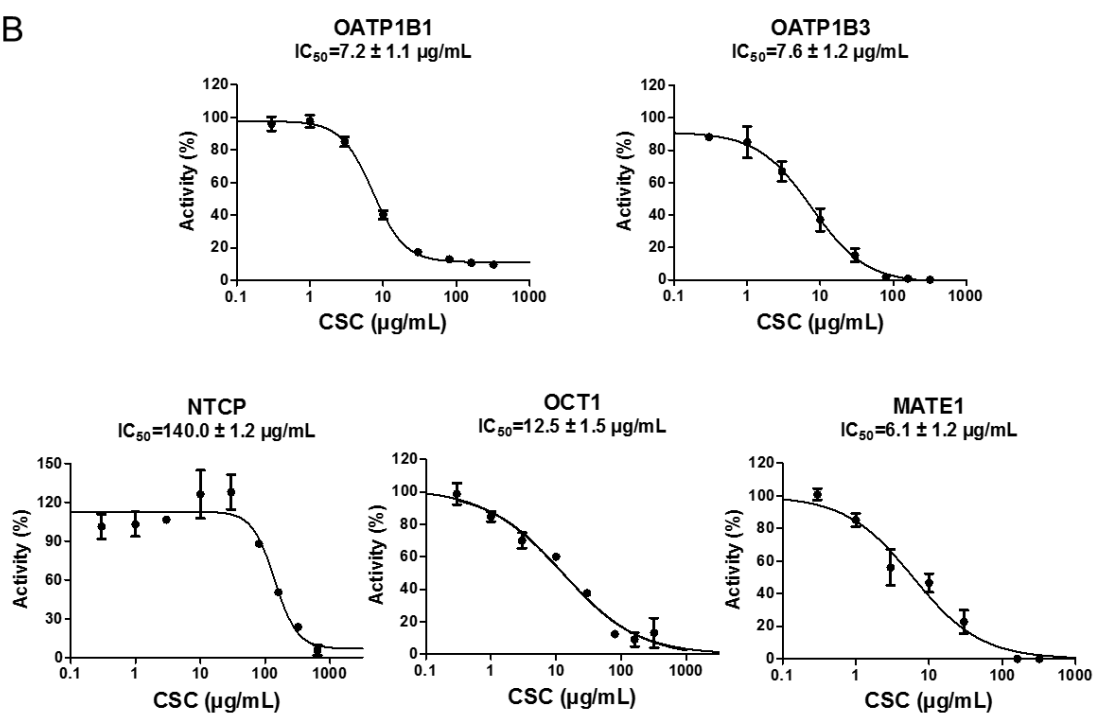 B
OATP1B1
IC50=7.2 ± 1.1 µg/mL
120
100
80
60
40
20
0
Activity (%)
0.1 1 10 100 1000
CSC (µg/mL)
OATP1B3
IC50=7.6 ± 1.2 µg/mL
120
100
80
60
40
20
0
Activity (%)
0.1 1 10 100 1000
CSC (µg/mL)
NTCP
IC50=140.0 ± 1.2 µg/mL
150
120
90
60
30
0
Activity (%)
0.1 1 10 100 1000
CSC (µg/mL)
OCT1
IC50=12.5 ± 1.5 µg/mL
120
100
80
60
40
20
0
Activity (%)
0.1 1 10 100 1000
CSC (µg/mL)
MATE1
IC50=6.1 ± 1.2 µg/mL
120
100
80
60
40
20
0
Activity (%)
0.1 1 10 100 1000
CSC (µg/mL)